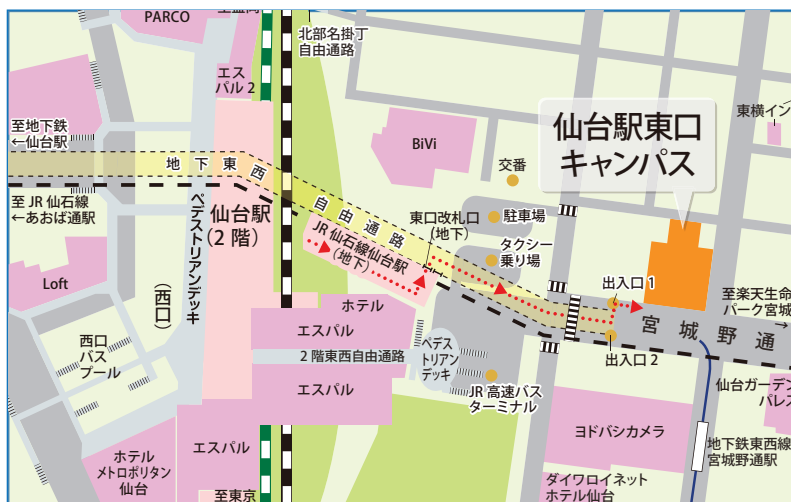 PARCO
北部名掛丁
自由通路
エス
パル2
至地下鉄
←仙台駅
BiVi
仙台駅東口
キャンパス
東横イン
交番
地下東西自由通路
至JR仙石線
←あおば通駅
ペデストリアンデッキ
(西口)
仙台駅
(2階)
JR仙石線仙台駅
(地下)
東口改札口
(地下)
駐車場
タクシー
乗り場
出入口1
至楽天生命
パーク宮城
→
宮城野通
Loft
ホテル
エスパル
2階東西自由通路
エスパル
ペデス
トリアン
デッキ
出入口2
西口
バス
プール
JR高速バス
ターミナル
仙台ガーデン
パレス
ヨドバシカメラ
地下鉄東西線
宮城野通駅
ホテル
メトロポリタン
仙台
エスパル
ダイワロイネット
ホテル仙台
至東京